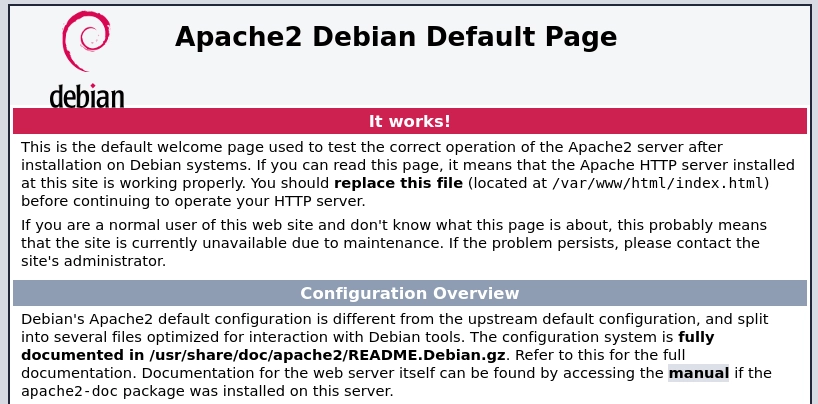 debian
Apache2 Debian Default Page
It works!
This is the default welcome page used to test the correct operation of the Apache2 server after
installation on Debian systems. If you can read this page, it means that the Apache HTTP server installed
at this site is working properly. You should replace this file (located at /var/www/html/index.html)
before continuing to operate your HTTP server.
If you are a normal user of this web site and don't know what this page is about, this probably means
that the site is currently unavailable due to maintenance. If the problem persists, please contact the
site's administrator.
Configuration Overview
Debian's Apache2 default configuration is different from the upstream default configuration, and split
into several files optimized for interaction with Debian tools. The configuration system is fully
documented in /usr/share/doc/apache2/README.Debian.gz. Refer to this for the full
documentation. Documentation for the web server itself can be found by accessing the manual if the
apache2-doc package was installed on this server.